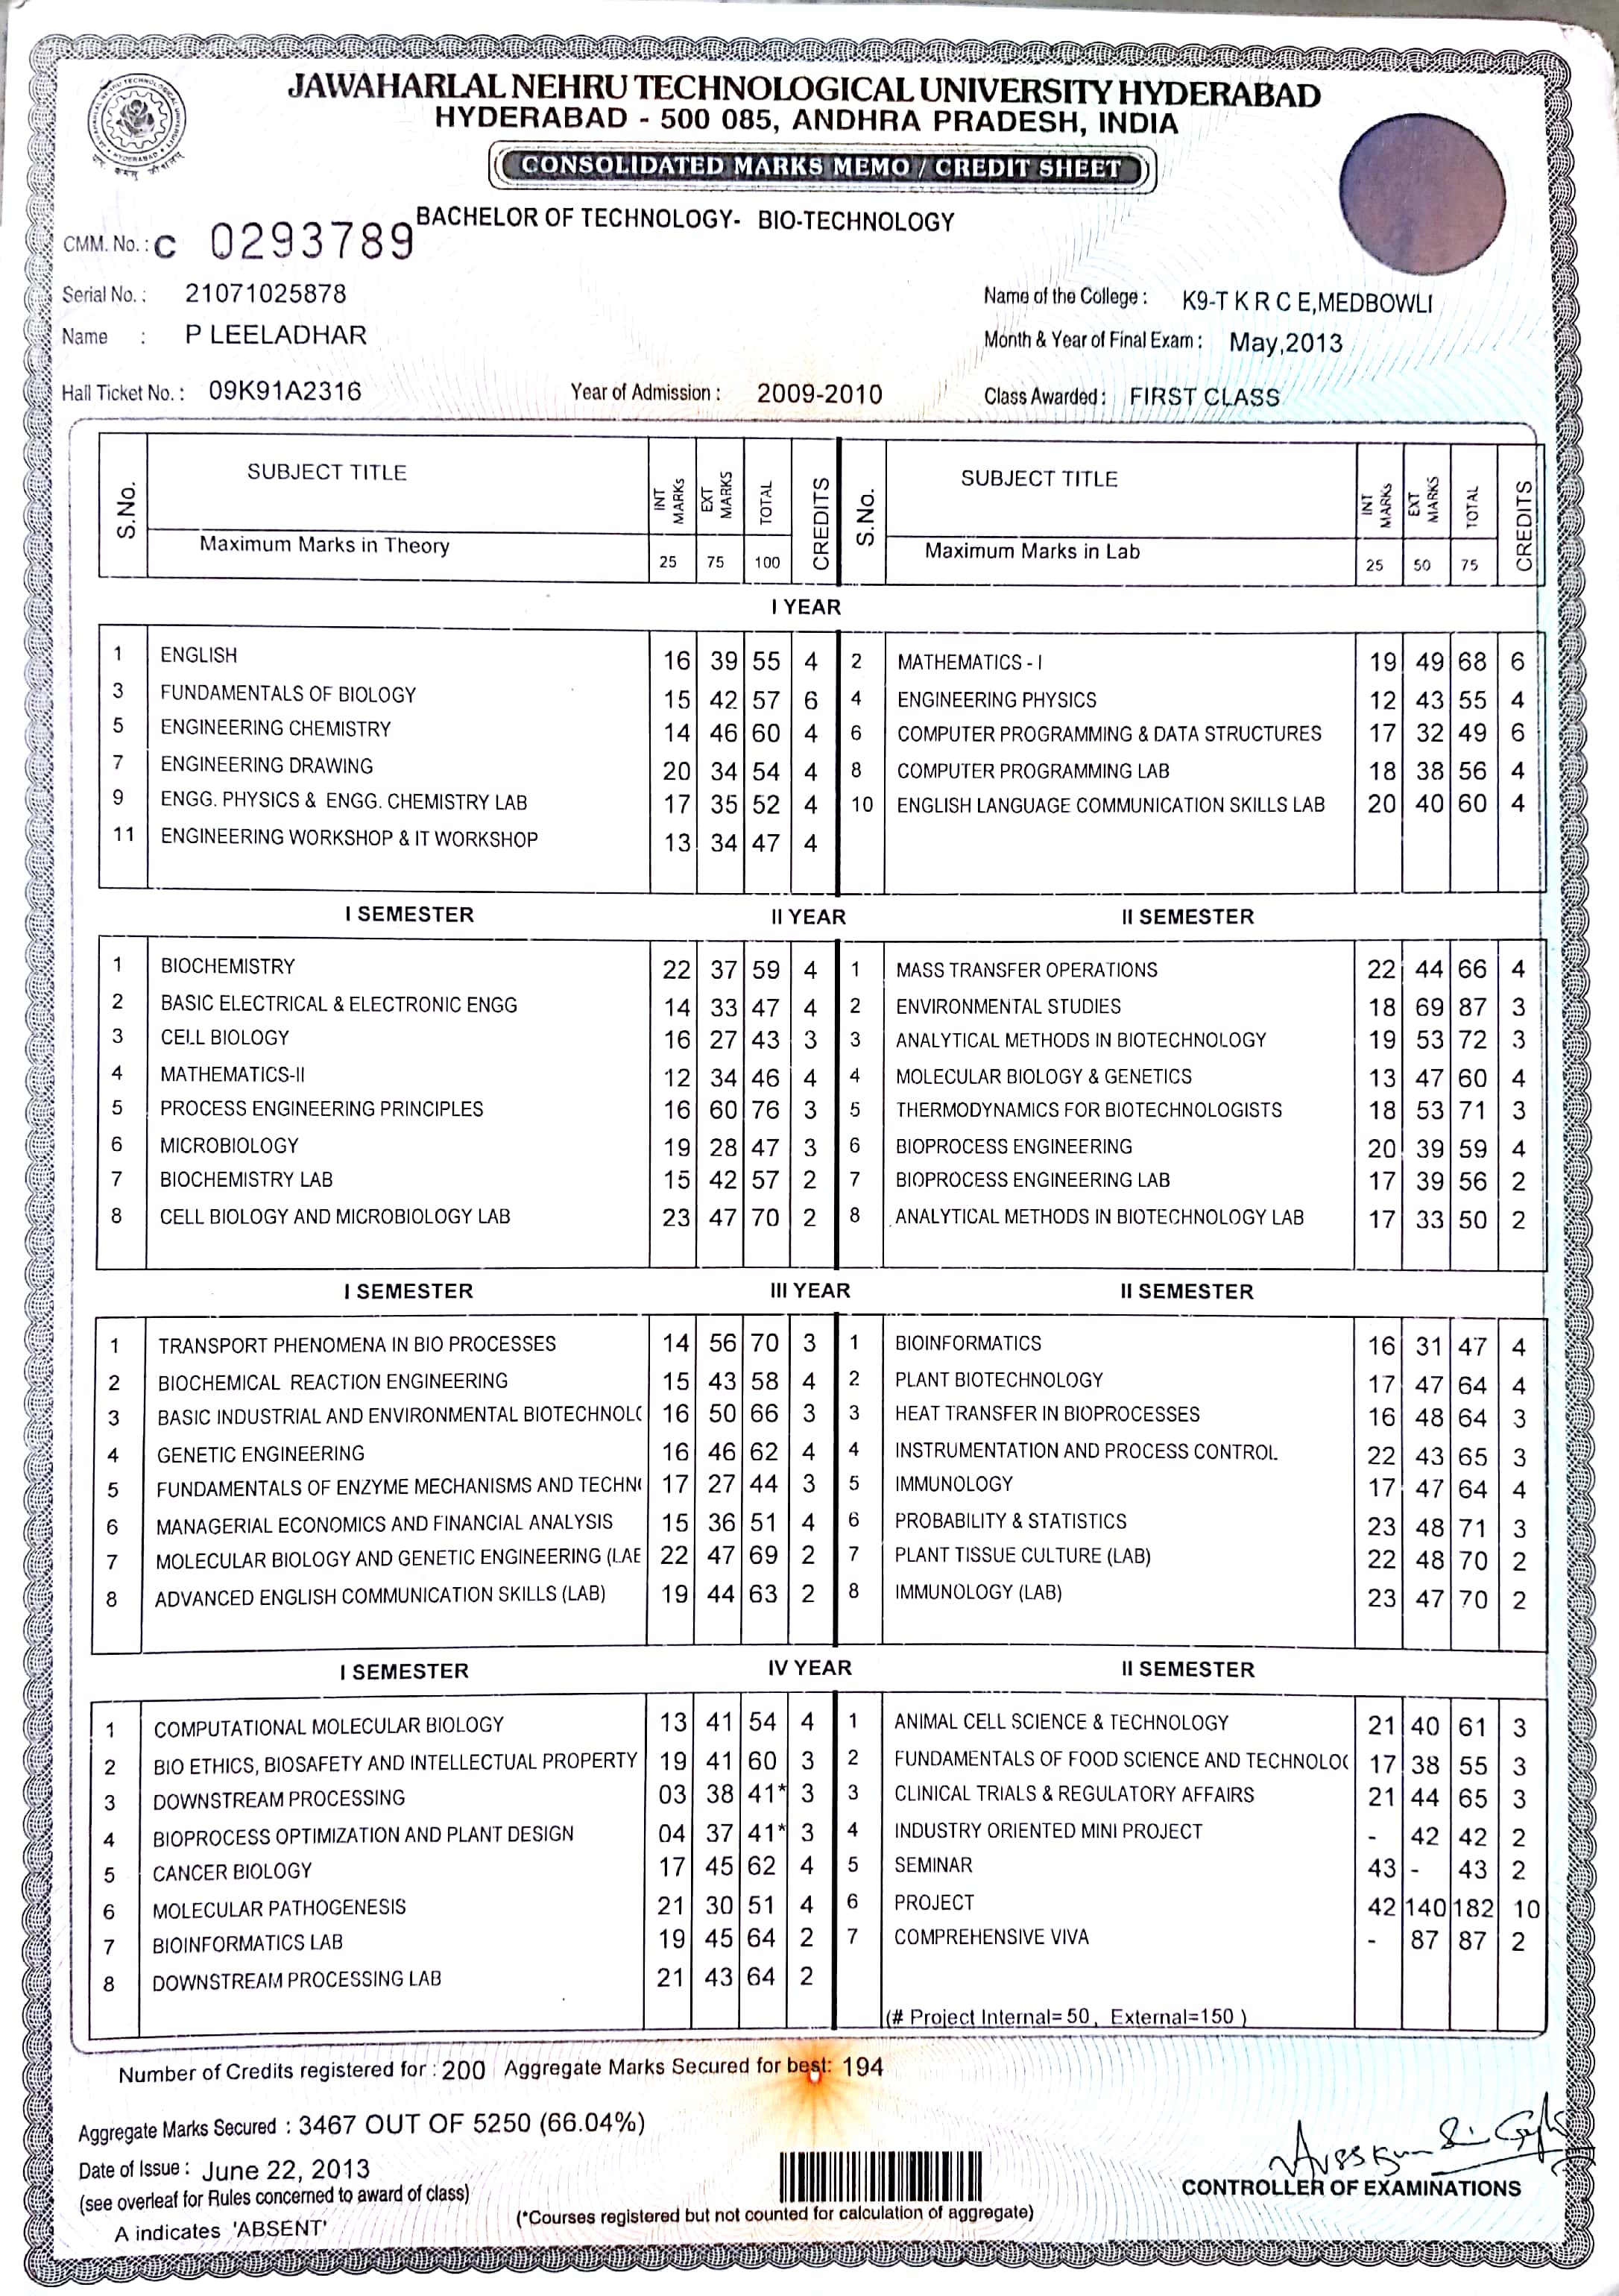 JAWAHARLAL NEHRU TECHNOLOGICAL UNIVERSITY HYDERABAD
HYDERABAD - 500 085, ANDHRA PRADESH, INDIA
CONSOLIDATED MARKS MEMO / CREDIT SHEET
BACHELOR OF TECHNOLOGY- BIO-TECHNOLOGY
CMM. No. : C 0293789
Serial No. : 21071025878 Name of the College : K9-T K R C E,MEDBOWLI
Name : P LEELADHAR Month & Year of Final Exam : May,2013
Hall Ticket No. : 09K91A2316 Year of Admission : 2009-2010 Class Awarded : FIRST CLASS
S.No. SUBJECT TITLE INT MARKS EXT MARKS TOTAL CREDITS S.No. SUBJECT TITLE INT MARKS EXT MARKS TOTAL CREDITS
Maximum Marks in Theory 25 75 100 Maximum Marks in Lab 25 50 75
I YEAR
1 ENGLISH 16 39 55 4 2 MATHEMATICS - I 19 49 68 6
3 FUNDAMENTALS OF BIOLOGY 15 42 57 6 4 ENGINEERING PHYSICS 12 43 55 4
5 ENGINEERING CHEMISTRY 14 46 60 4 6 COMPUTER PROGRAMMING & DATA STRUCTURES 17 32 49 6
7 ENGINEERING DRAWING 20 34 54 4 8 COMPUTER PROGRAMMING LAB 18 38 56 4
9 ENGG. PHYSICS & ENGG. CHEMISTRY LAB 17 35 52 4 10 ENGLISH LANGUAGE COMMUNICATION SKILLS LAB 20 40 60 4
11 ENGINEERING WORKSHOP & IT WORKSHOP 13 34 47 4
I SEMESTER II YEAR II SEMESTER
1 BIOCHEMISTRY 22 37 59 4 1 MASS TRANSFER OPERATIONS 22 44 66 4
2 BASIC ELECTRICAL & ELECTRONIC ENGG 14 33 47 4 2 ENVIRONMENTAL STUDIES 18 69 87 3
3 CELL BIOLOGY 16 27 43 3 3 ANALYTICAL METHODS IN BIOTECHNOLOGY 19 53 72 3
4 MATHEMATICS-II 12 34 46 4 4 MOLECULAR BIOLOGY & GENETICS 13 47 60 4
5 PROCESS ENGINEERING PRINCIPLES 16 60 76 3 5 THERMODYNAMICS FOR BIOTECHNOLOGISTS 18 53 71 3
6 MICROBIOLOGY 19 28 47 3 6 BIOPROCESS ENGINEERING 20 39 59 4
7 BIOCHEMISTRY LAB 15 42 57 2 7 BIOPROCESS ENGINEERING LAB 17 39 56 2
8 CELL BIOLOGY AND MICROBIOLOGY LAB 23 47 70 2 8 ANALYTICAL METHODS IN BIOTECHNOLOGY LAB 17 33 50 2
I SEMESTER III YEAR II SEMESTER
1 TRANSPORT PHENOMENA IN BIO PROCESSES 14 56 70 3 1 BIOINFORMATICS 16 31 47 4
2 BIOCHEMICAL REACTION ENGINEERING 15 43 58 4 2 PLANT BIOTECHNOLOGY 17 47 64 4
3 BASIC INDUSTRIAL AND ENVIRONMENTAL BIOTECHNOL 16 50 66 3 3 HEAT TRANSFER IN BIOPROCESSES 16 48 64 3
4 GENETIC ENGINEERING 16 46 62 4 4 INSTRUMENTATION AND PROCESS CONTROL 22 43 65 3
5 FUNDAMENTALS OF ENZYME MECHANISMS AND TECHN 17 27 44 3 5 IMMUNOLOGY 17 47 64 4
6 MANAGERIAL ECONOMICS AND FINANCIAL ANALYSIS 15 36 51 4 6 PROBABILITY & STATISTICS 23 48 71 3
7 MOLECULAR BIOLOGY AND GENETIC ENGINEERING (LAB 22 47 69 2 7 PLANT TISSUE CULTURE (LAB) 22 48 70 2
8 ADVANCED ENGLISH COMMUNICATION SKILLS (LAB) 19 44 63 2 8 IMMUNOLOGY (LAB) 23 47 70 2
I SEMESTER IV YEAR II SEMESTER
1 COMPUTATIONAL MOLECULAR BIOLOGY 13 41 54 4 1 ANIMAL CELL SCIENCE & TECHNOLOGY 21 40 61 3
2 BIO ETHICS, BIOSAFETY AND INTELLECTUAL PROPERTY 19 41 60 3 2 FUNDAMENTALS OF FOOD SCIENCE AND TECHNOLO 17 38 55 3
3 DOWNSTREAM PROCESSING 03 38 41* 3 3 CLINICAL TRIALS & REGULATORY AFFAIRS 21 44 65 3
4 BIOPROCESS OPTIMIZATION AND PLANT DESIGN 04 37 41* 3 4 INDUSTRY ORIENTED MINI PROJECT - 42 42 2
5 CANCER BIOLOGY 17 45 62 4 5 SEMINAR 43 - 43 2
6 MOLECULAR PATHOGENESIS 21 30 51 4 6 PROJECT 42 140 182 10
7 BIOINFORMATICS LAB 19 45 64 2 7 COMPREHENSIVE VIVA - 87 87 2
8 DOWNSTREAM PROCESSING LAB 21 43 64 2
(# Project Internal= 50, External=150 )
Number of Credits registered for : 200 Aggregate Marks Secured for best: 194
Aggregate Marks Secured : 3467 OUT OF 5250 (66.04%)
Date of Issue : June 22, 2013
CONTROLLER OF EXAMINATIONS
(see overleaf for Rules concerned to award of class)
(*Courses registered but not counted for calculation of aggregate)
A indicates 'ABSENT'